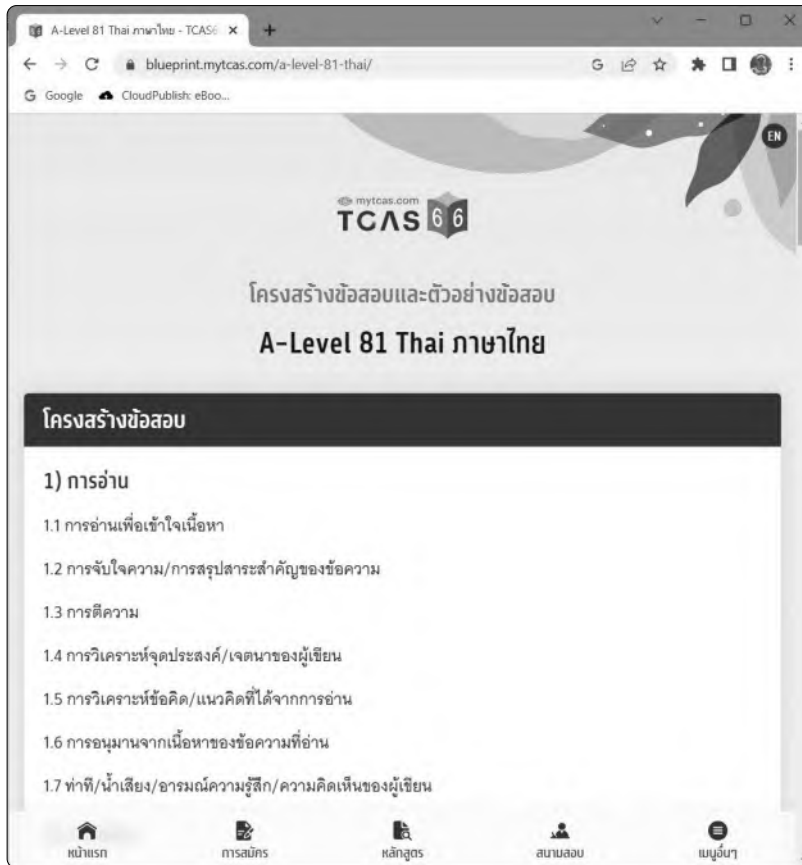 A-Level 81 Thai ภาษาไทย - TCAS6
blueprint.mytcas.com/a-level-81-thai/
Google CloudPublish: eBoo...
EN
mytcas.com
TCAS 66
โครงสร้างข้อสอบและตัวอย่างข้อสอบ
A-Level 81 Thai ภาษาไทย
โครงสร้างข้อสอบ
1) การอ่าน
1.1 การอ่านเพื่อเข้าใจเนื้อหา
1.2 การจับใจความ/การสรุปสาระสำคัญของข้อความ
1.3 การตีความ
1.4 การวิเคราะห์จุดประสงค์/เจตนาของผู้เขียน
1.5 การวิเคราะห์ข้อคิด/แนวคิดที่ได้จากการอ่าน
1.6 การอนุมานจากเนื้อหาของข้อความที่อ่าน
1.7 ท่าที/น้ำเสียง/อารมณ์ความรู้สึก/ความคิดเห็นของผู้เขียน
หน้าแรก การสมัคร หลักสูตร สนามสอบ เมนูอื่นๆ